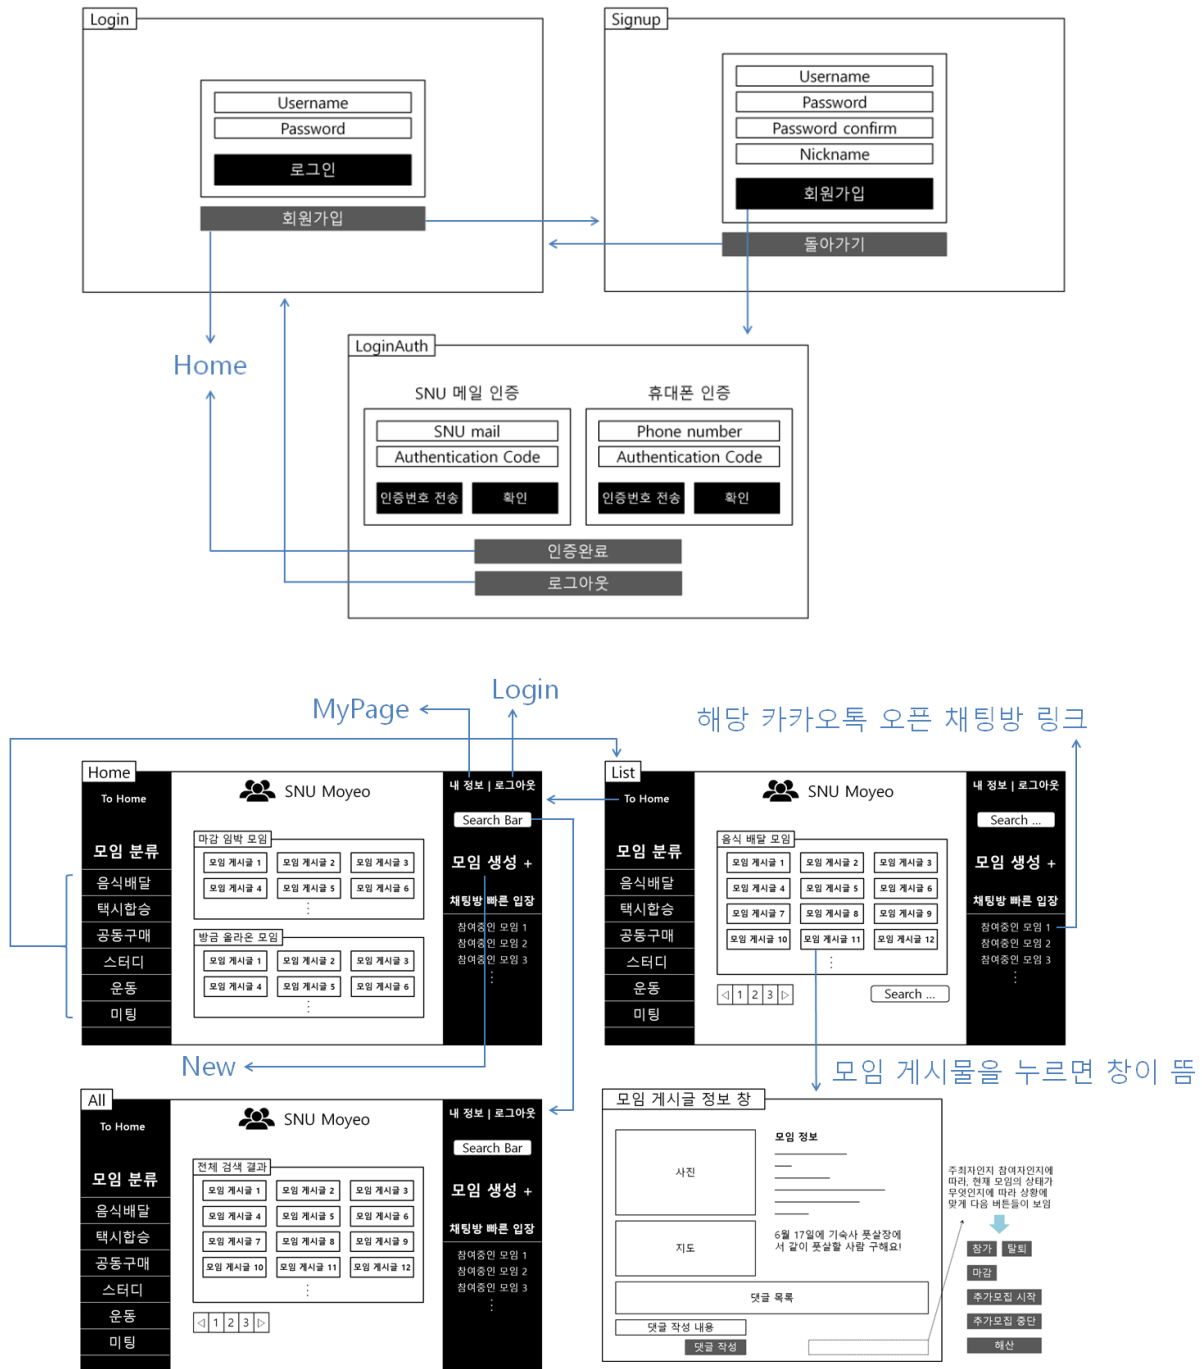 Login
Username
Password
로그인
회원가입
Signup
Username
Password
Password confirm
Nickname
회원가입
돌아가기
Home
LoginAuth
SNU 메일 인증
SNU mail
Authentication Code
인증번호 전송
확인
휴대폰 인증
Phone number
Authentication Code
인증번호 전송
확인
인증완료
로그아웃
MyPage
Login
해당 카카오톡 오픈 채팅방 링크
Home
To Home
모임 분류
음식배달
택시합승
공동구매
스터디
운동
미팅
SNU Moyeo
마감 임박 모임
모임 게시글 1
모임 게시글 2
모임 게시글 3
모임 게시글 4
모임 게시글 5
모임 게시글 6
방금 올라온 모임
모임 게시글 1
모임 게시글 2
모임 게시글 3
모임 게시글 4
모임 게시글 5
모임 게시글 6
내 정보 | 로그아웃
Search Bar
모임 생성 +
채팅방 빠른 입장
참여중인 모임 1
참여중인 모임 2
참여중인 모임 3
List
To Home
모임 분류
음식배달
택시합승
공동구매
스터디
운동
미팅
SNU Moyeo
음식 배달 모임
모임 게시글 1
모임 게시글 2
모임 게시글 3
모임 게시글 4
모임 게시글 5
모임 게시글 6
모임 게시글 7
모임 게시글 8
모임 게시글 9
모임 게시글 10
모임 게시글 11
모임 게시글 12
1 2 3
Search ...
내 정보 | 로그아웃
Search ...
모임 생성 +
채팅방 빠른 입장
참여중인 모임 1
참여중인 모임 2
참여중인 모임 3
New
모임 게시물을 누르면 창이 뜸
All
To Home
모임 분류
음식배달
택시합승
공동구매
스터디
운동
미팅
SNU Moyeo
전체 검색 결과
모임 게시글 1
모임 게시글 2
모임 게시글 3
모임 게시글 4
모임 게시글 5
모임 게시글 6
모임 게시글 7
모임 게시글 8
모임 게시글 9
모임 게시글 10
모임 게시글 11
모임 게시글 12
1 2 3
내 정보 | 로그아웃
Search Bar
모임 생성 +
채팅방 빠른 입장
참여중인 모임 1
참여중인 모임 2
참여중인 모임 3
모임 게시글 정보 창
사진
지도
모임 정보
6월 17일에 기숙사 풋살장에
서 같이 풋살할 사람 구해요!
댓글 목록
댓글 작성 내용
댓글 작성
주최자인지 참여자인지에
따라, 현재 모임의 상태가
무엇인지에 따라 상황에
맞게 다음 버튼들이 보임
참가
탈퇴
마감
추가모집 시작
추가모집 중단
해산